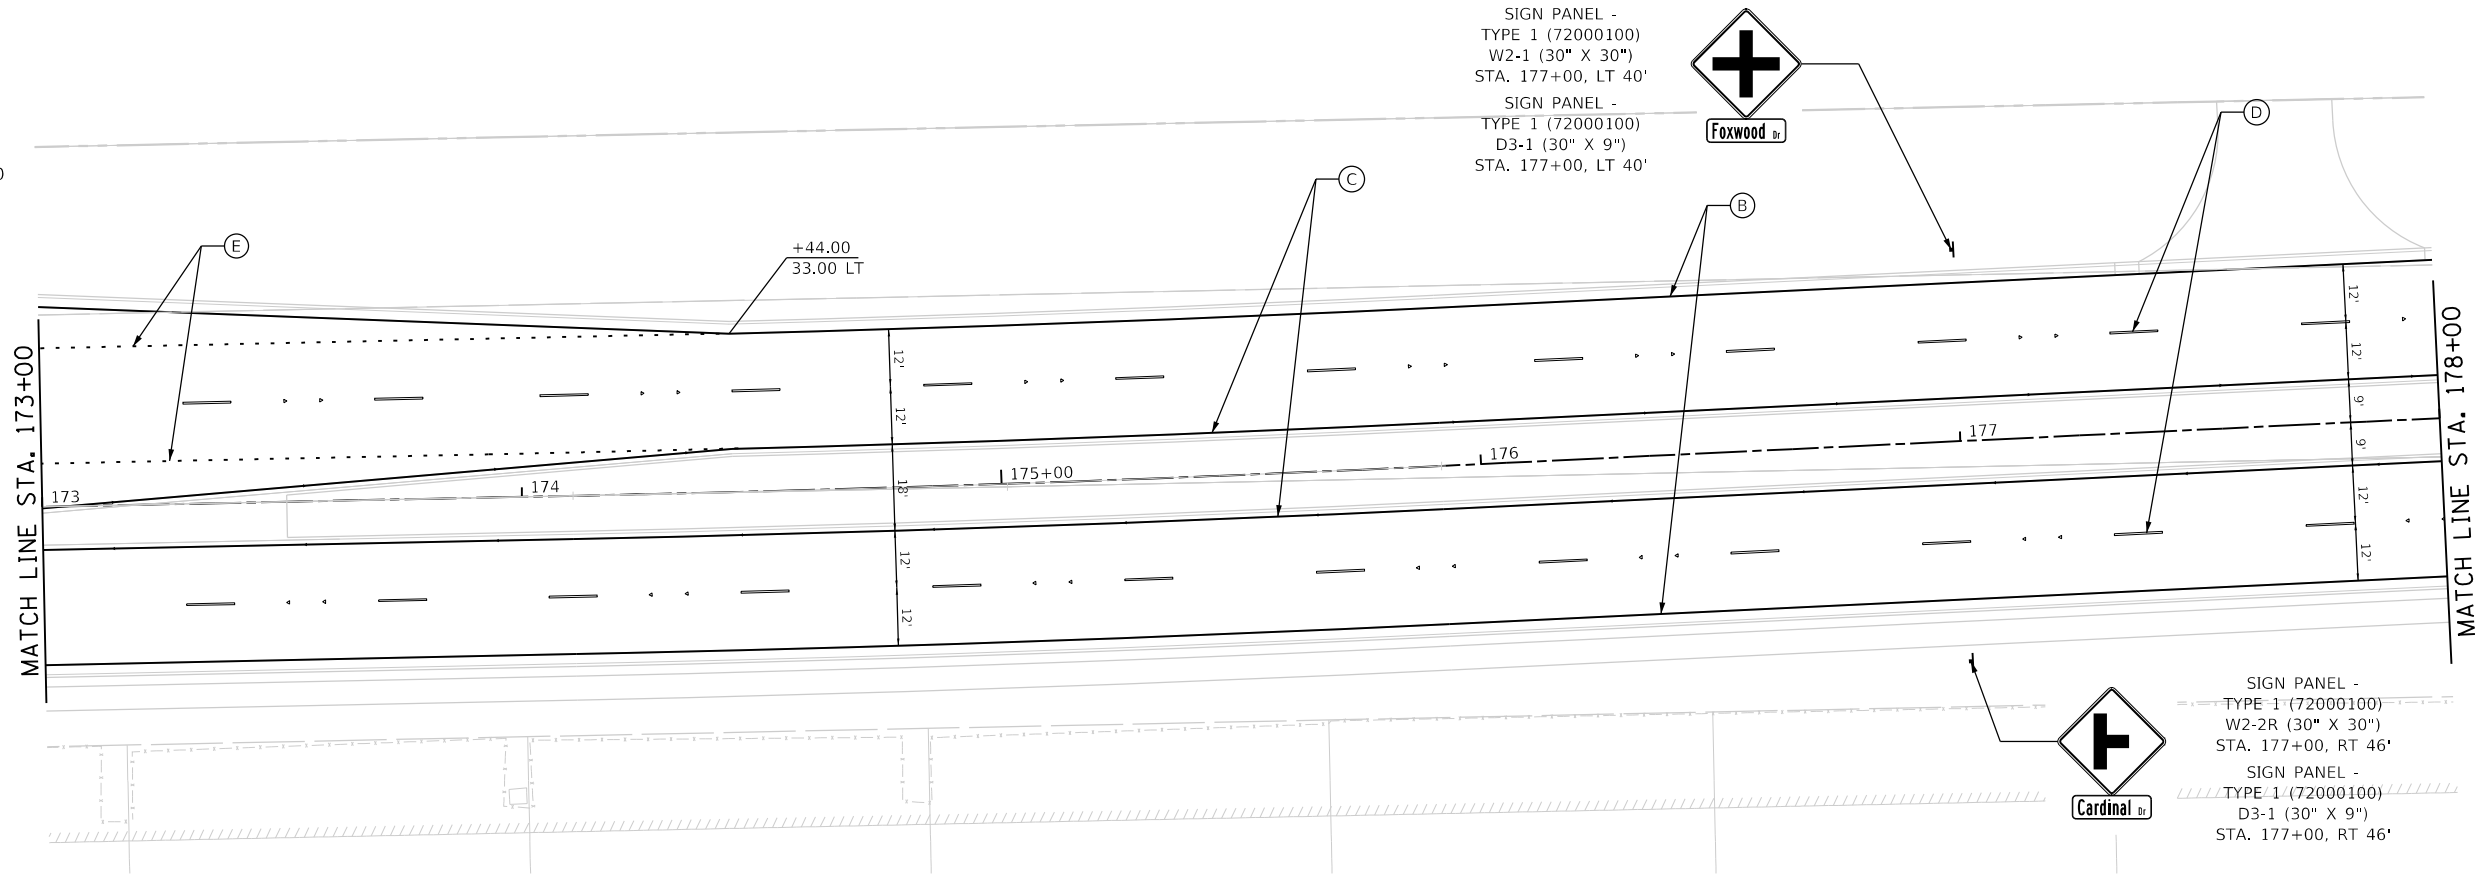 SIGN PANEL -
TYPE 1 (72000100)
W2-1 (30" X 30")
STA. 177+00, LT 40'
SIGN PANEL -
TYPE 1 (72000100)
D3-1 (30" X 9")
STA. 177+00, LT 40'
Foxwood Dr
D
C
B
E
0
+44.00
33.00 LT
MATCH LINE STA. 173+00
MATCH LINE STA. 178+00
12'
12'
18'
12'
12'
12'
12'
9'
9'
12'
12'
173
174
175+00
176
177
SIGN PANEL -
TYPE 1 (72000100)
W2-2R (30" X 30")
STA. 177+00, RT 46'
SIGN PANEL -
TYPE 1 (72000100)
D3-1 (30" X 9")
STA. 177+00, RT 46'
Cardinal Dr